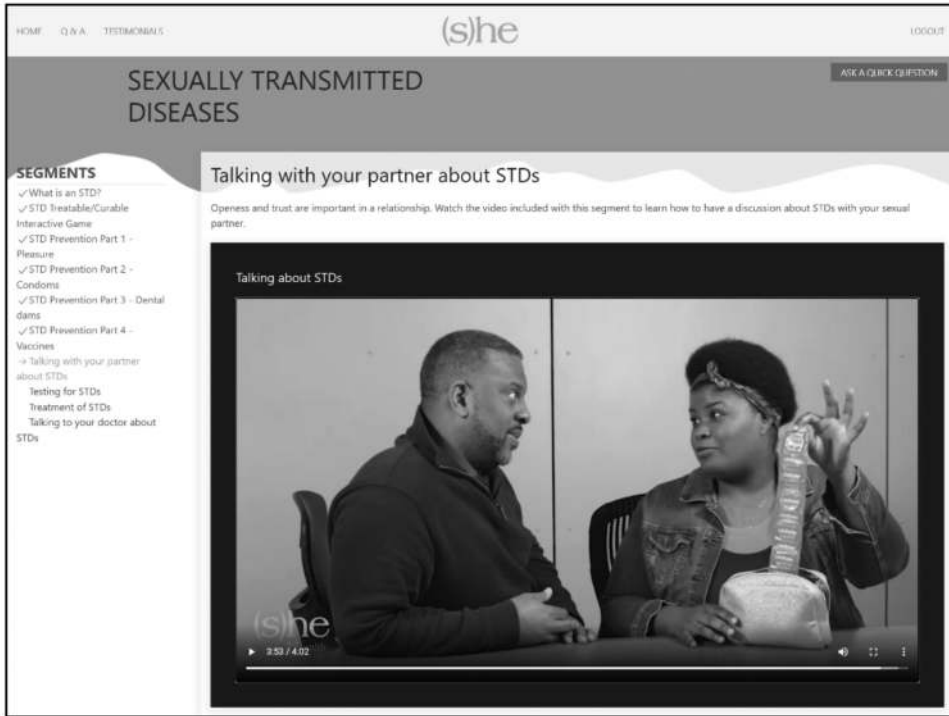 HOME Q & A TESTIMONIALS (s)he LOGOUT
ASK A QUICK QUESTION
SEXUALLY TRANSMITTED
DISEASES
SEGMENTS
✓What is an STD?
✓STD Treatable/Curable
Interactive Game
✓STD Prevention Part 1 -
Pleasure
✓STD Prevention Part 2 -
Condoms
✓STD Prevention Part 3 - Dental
dams
✓STD Prevention Part 4 -
Vaccines
→ Talking with your partner
about STDs
Testing for STDs
Treatment of STDs
Talking to your doctor about
STDs
Talking with your partner about STDs
Openess and trust are important in a relationship. Watch the video included with this segment to learn how to have a discussion about STDs with your sexual
partner.
Talking about STDs
(s)he
3:53 / 4:02